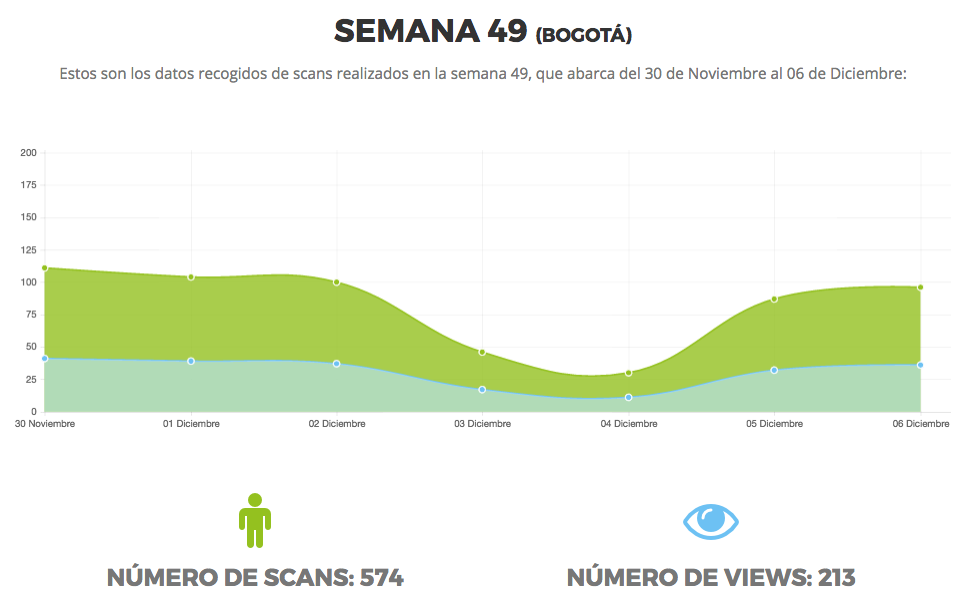 SEMANA 49 (BOGOTÁ)
Estos son los datos recogidos de scans realizados en la semana 49, que abarca del 30 de Noviembre al 06 de Diciembre:
200
175
150
125
100
75
50
25
0
30 Noviembre 01 Diciembre 02 Diciembre 03 Diciembre 04 Diciembre 05 Diciembre 06 Diciembre
NÚMERO DE SCANS: 574 NÚMERO DE VIEWS: 213